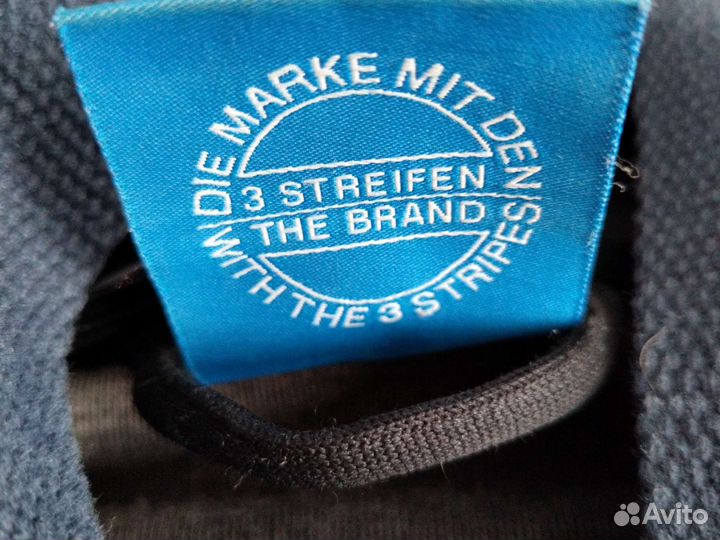 DIE MARKE MIT DEN
3 STREIFEN
THE BRAND
WITH THE 3 STRIPES
Avito